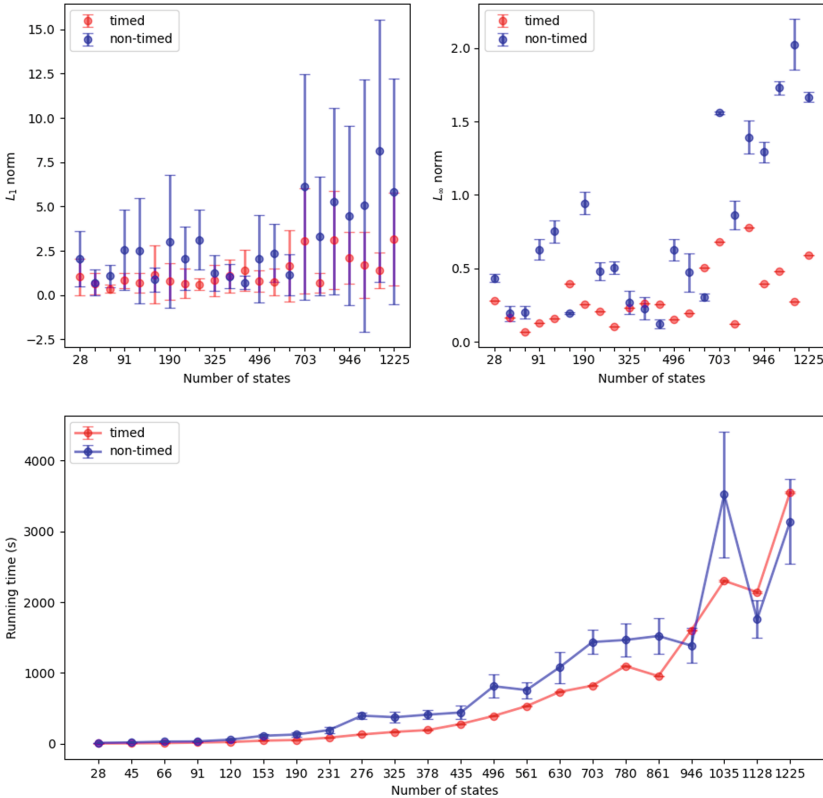 timed
non-timed
15.0
12.5
10.0
7.5
5.0
2.5
0.0
−2.5
L₁ norm
28 91 190 325 496 703 946 1225
Number of states
timed
non-timed
2.0
1.5
1.0
0.5
0.0
L∞ norm
28 91 190 325 496 703 946 1225
Number of states
timed
non-timed
4000
3000
2000
1000
0
Running time (s)
28 45 66 91 120 153 190 231 276 325 378 435 496 561 630 703 780 861 946 1035 1128 1225
Number of states